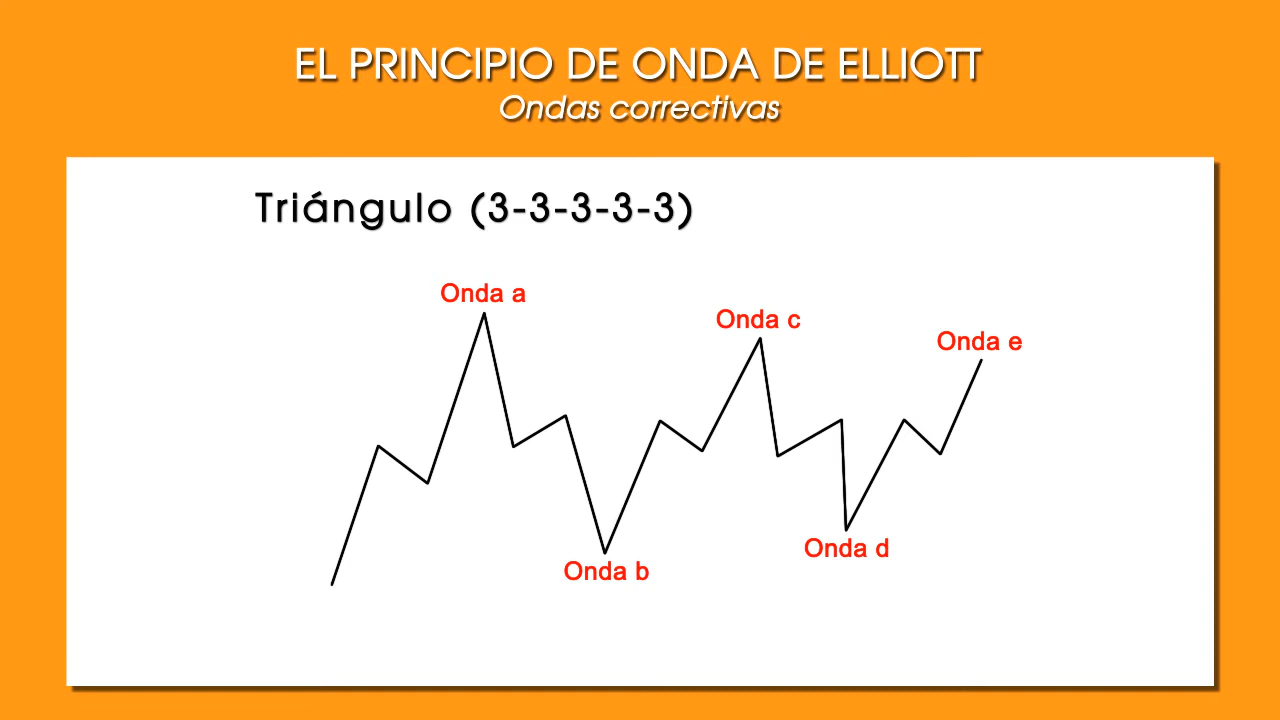 EL PRINCIPIO DE ONDA DE ELLIOTT
Ondas correctivas
Triángulo (3-3-3-3-3)
Onda a
Onda c
Onda e
Onda d
Onda b